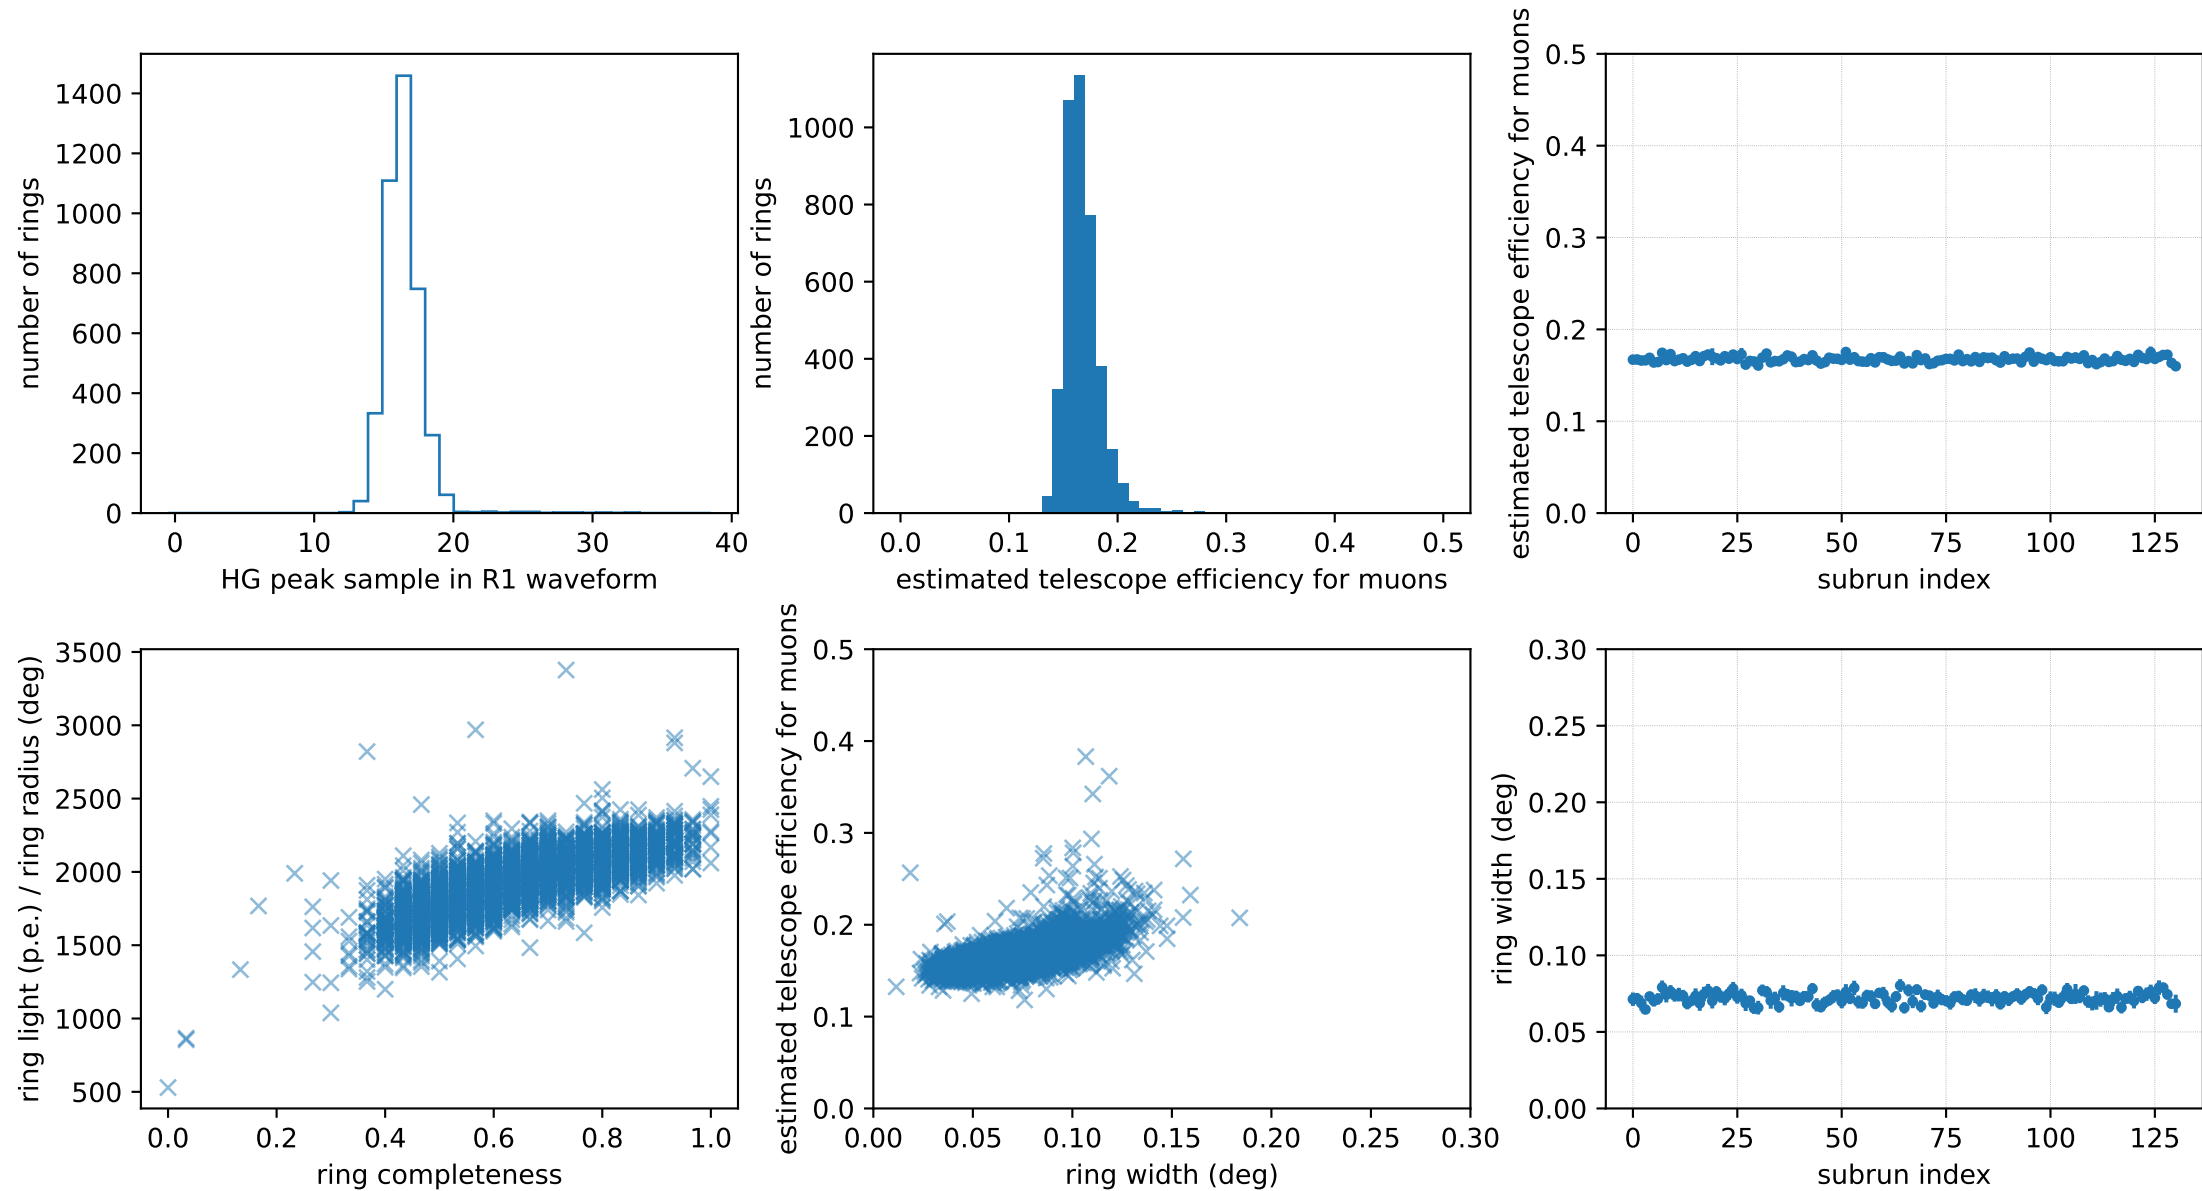 number of rings
1400
1200
1000
800
600
400
200
0
0 10 20 30 40
HG peak sample in R1 waveform
number of rings
1000
800
600
400
200
0
0.0 0.1 0.2 0.3 0.4 0.5
estimated telescope efficiency for muons
estimated telescope efficiency for muons
0.5
0.4
0.3
0.2
0.1
0.0
0 25 50 75 100 125
subrun index
ring light (p.e.) / ring radius (deg)
3500
3000
2500
2000
1500
1000
500
0.0 0.2 0.4 0.6 0.8 1.0
ring completeness
estimated telescope efficiency for muons
0.5
0.4
0.3
0.2
0.1
0.0
0.00 0.05 0.10 0.15 0.20 0.25 0.30
ring width (deg)
ring width (deg)
0.30
0.25
0.20
0.15
0.10
0.05
0.00
0 25 50 75 100 125
subrun index